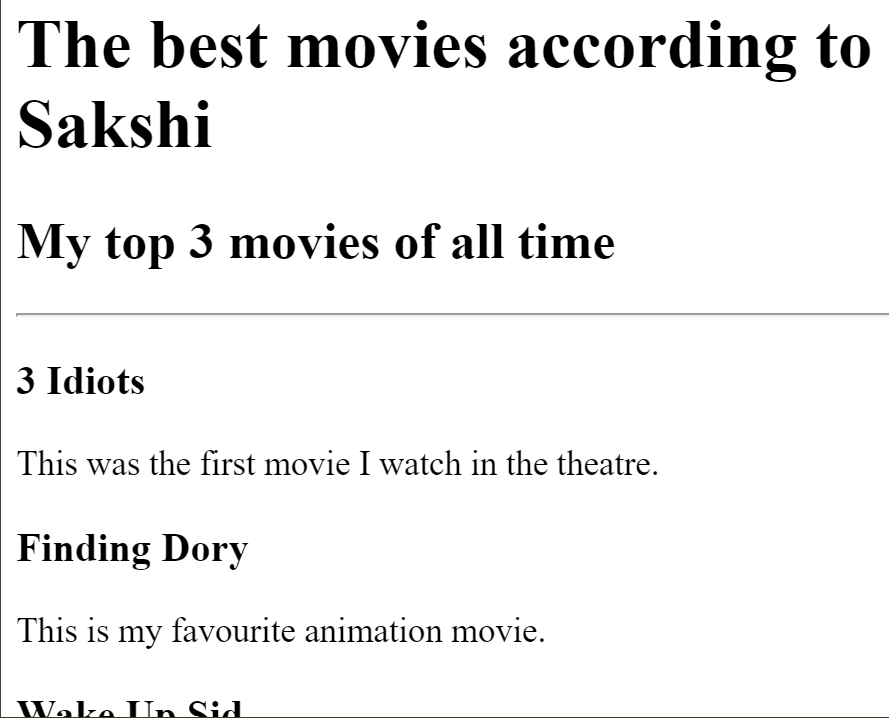 The best movies according to
Sakshi
My top 3 movies of all time
3 Idiots
This was the first movie I watch in the theatre.
Finding Dory
This is my favourite animation movie.
Wake Up Sid